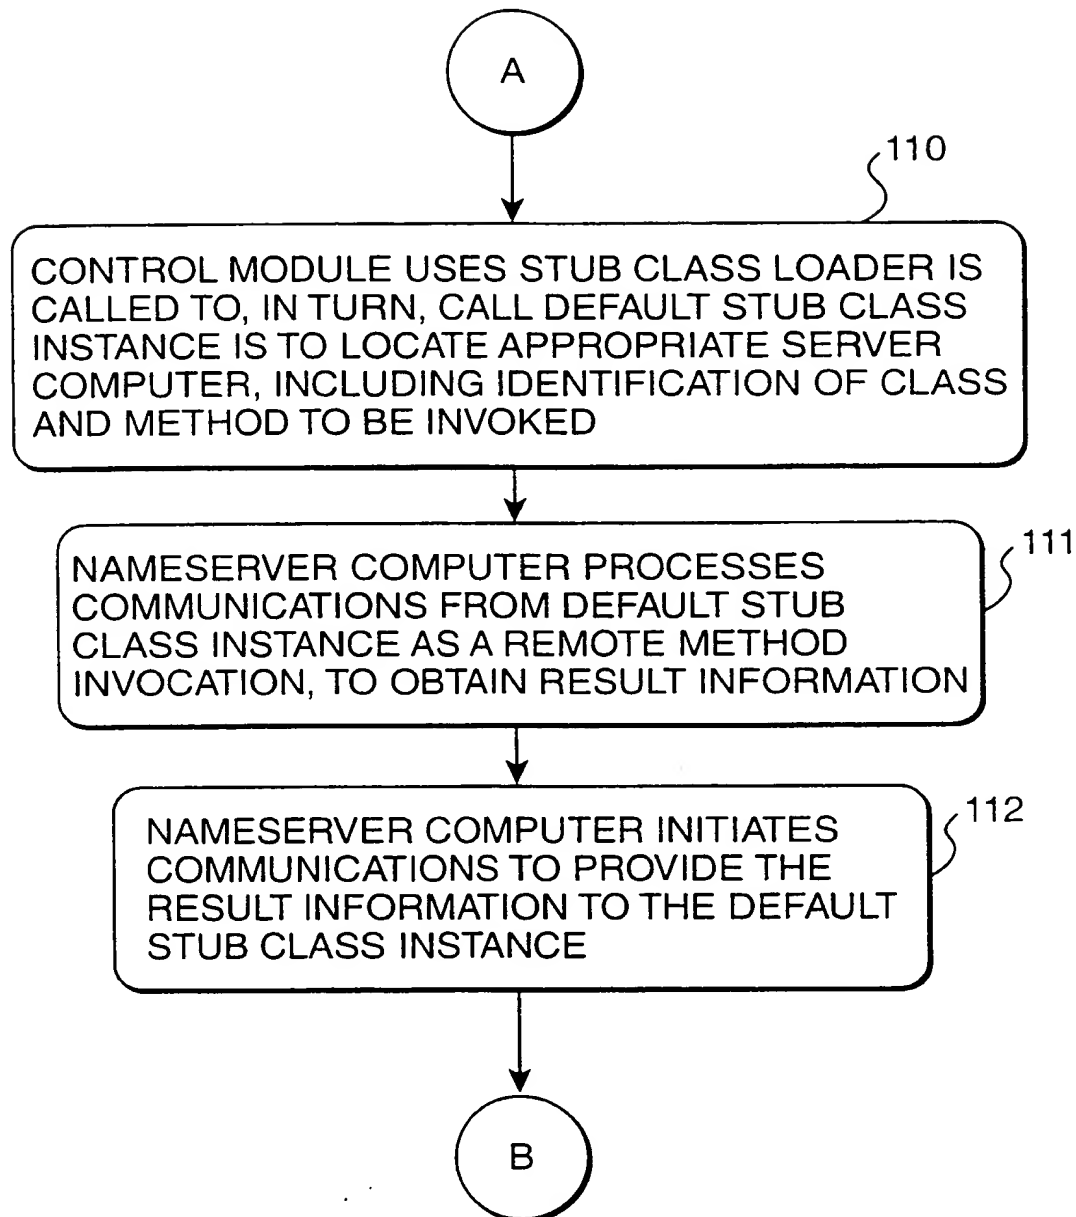 A
110
CONTROL MODULE USES STUB CLASS LOADER IS
CALLED TO, IN TURN, CALL DEFAULT STUB CLASS
INSTANCE IS TO LOCATE APPROPRIATE SERVER
COMPUTER, INCLUDING IDENTIFICATION OF CLASS
AND METHOD TO BE INVOKED
111
NAMESERVER COMPUTER PROCESSES
COMMUNICATIONS FROM DEFAULT STUB
CLASS INSTANCE AS A REMOTE METHOD
INVOCATION, TO OBTAIN RESULT INFORMATION
112
NAMESERVER COMPUTER INITIATES
COMMUNICATIONS TO PROVIDE THE
RESULT INFORMATION TO THE DEFAULT
STUB CLASS INSTANCE
B